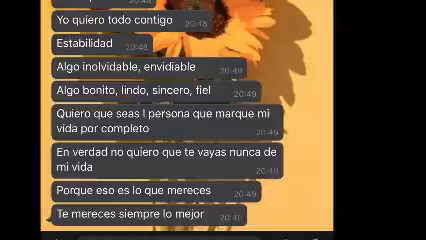 Yo quiero todo contigo 20:48
Estabilidad 20:48
Algo inolvidable, envidiable 20:49
Algo bonito, lindo, sincero, fiel 20:49
Quiero que seas l persona que marque mi
vida por completo 20:49
En verdad no quiero que te vayas nunca de
mi vida 20:49
Porque eso es lo que mereces 20:49
Te mereces siempre lo mejor 20:49